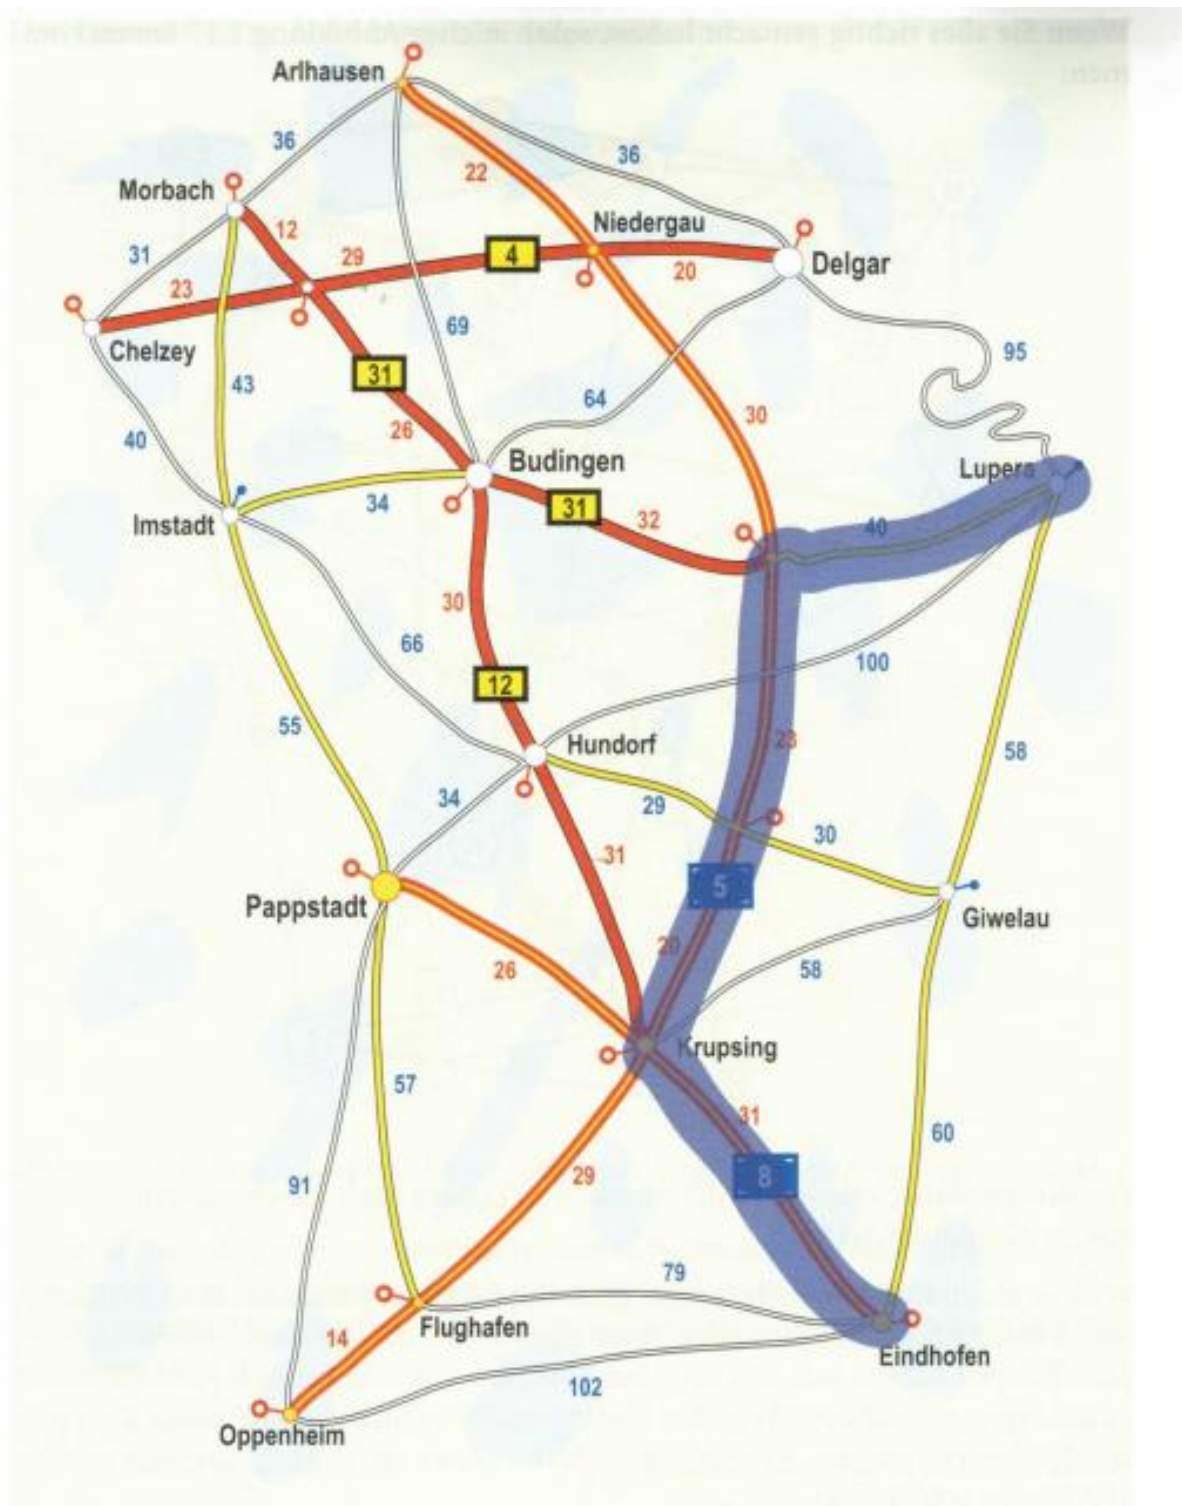 Arlhausen
36
36
22
Morbach
12
Niedergau
31
29
4
Delgar
23
20
Chelzey
69
95
31
43
64
30
40
26
Budingen
Lupera
34
31
32
40
Imstadt
30
66
100
12
55
Hundorf
58
34
29
30
31
5
Pappstadt
Giwelau
26
58
Krupsing
57
31
60
8
91
29
79
Flughafen
14
Eindhofen
102
Oppenheim